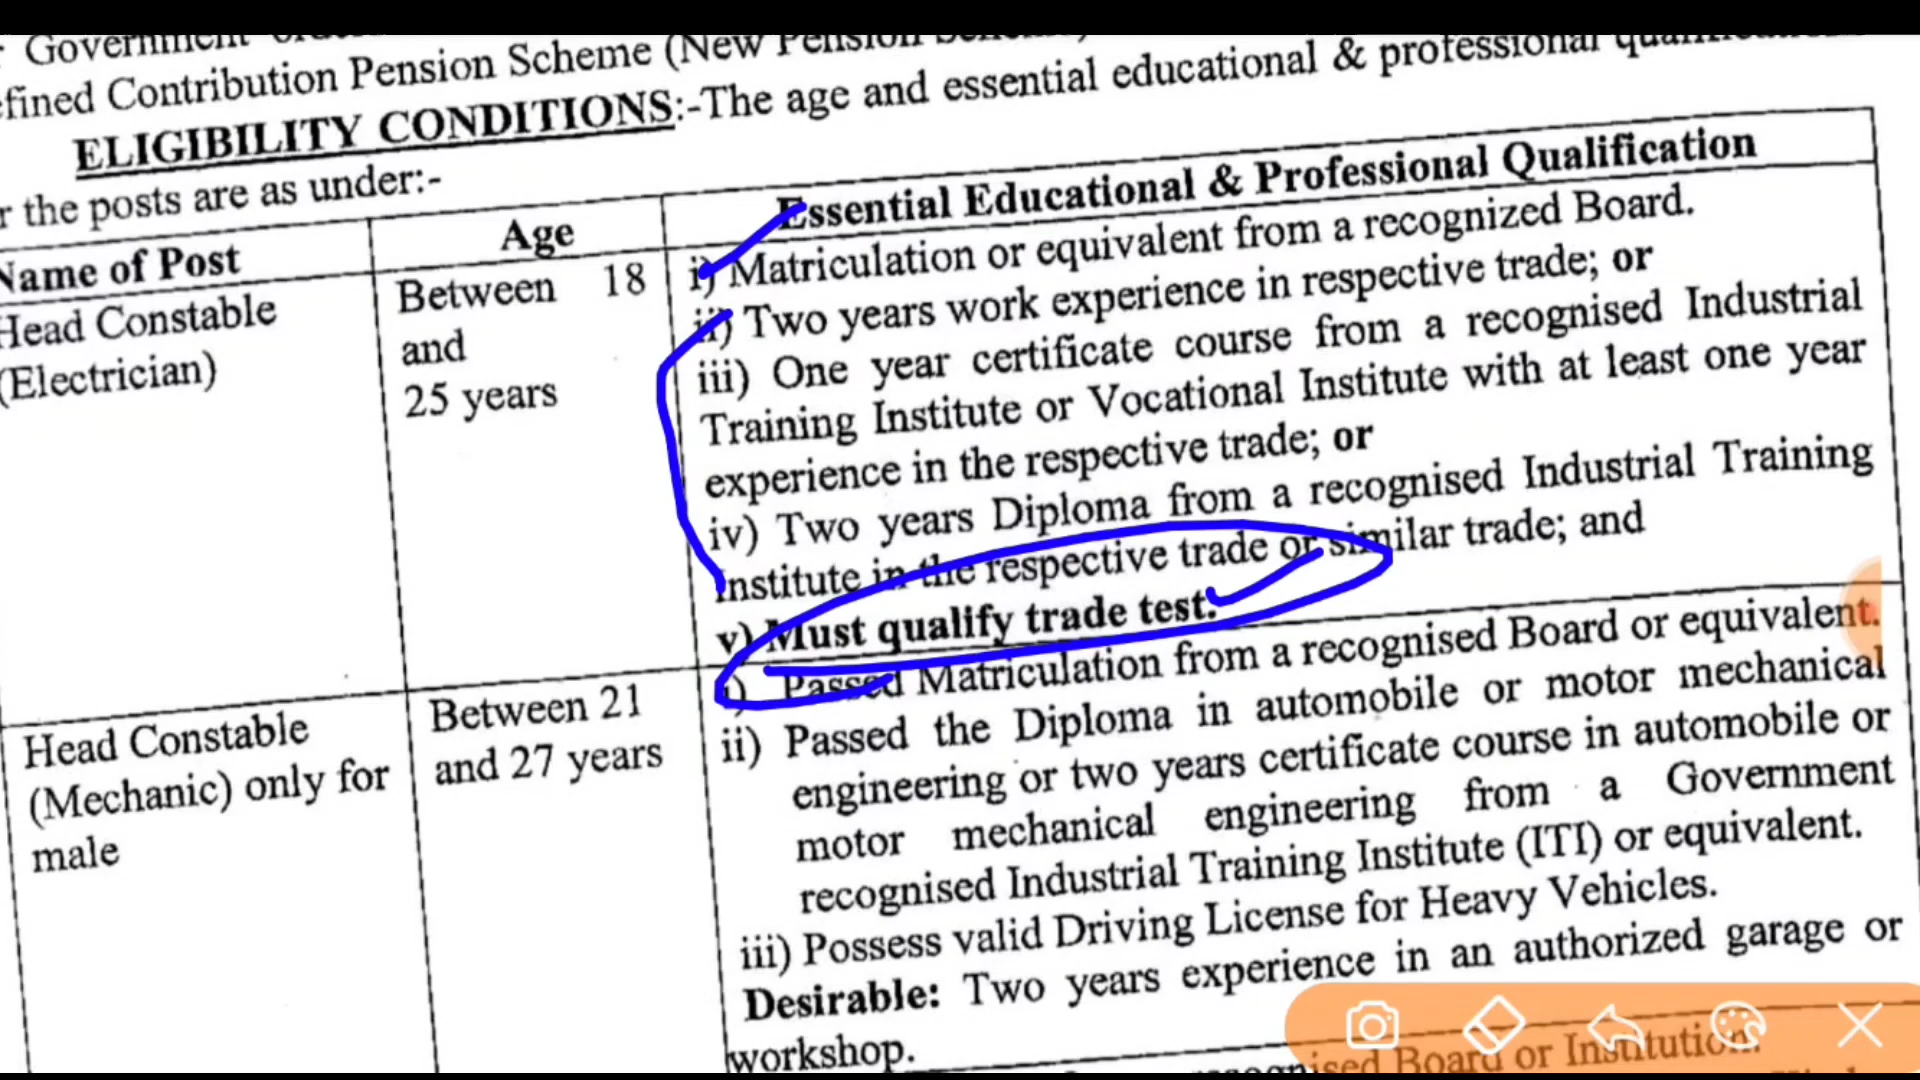 Government
fined Contribution Pension Scheme (New Pension
ELIGIBILITY CONDITIONS:-The age and essential educational & professional
r the posts are as under:-
Name of Post
Age
Essential Educational & Professional Qualification
Head Constable
(Electrician)
Between 18
and
25 years
i) Matriculation or equivalent from a recognized Board.
ii) Two years work experience in respective trade; or
iii) One year certificate course from a recognised Industrial
Training Institute or Vocational Institute with at least one year
experience in the respective trade; or
iv) Two years Diploma from a recognised Industrial Training
Institute in the respective trade or similar trade; and
v) Must qualify trade test.
Head Constable
(Mechanic) only for
male
Between 21
and 27 years
i) Passed Matriculation from a recognised Board or equivalent.
ii) Passed the Diploma in automobile or motor mechanical
engineering or two years certificate course in automobile or
motor mechanical engineering from a Government
recognised Industrial Training Institute (ITI) or equivalent.
iii) Possess valid Driving License for Heavy Vehicles.
Desirable: Two years experience in an authorized garage or
workshop.
Board or Institution.